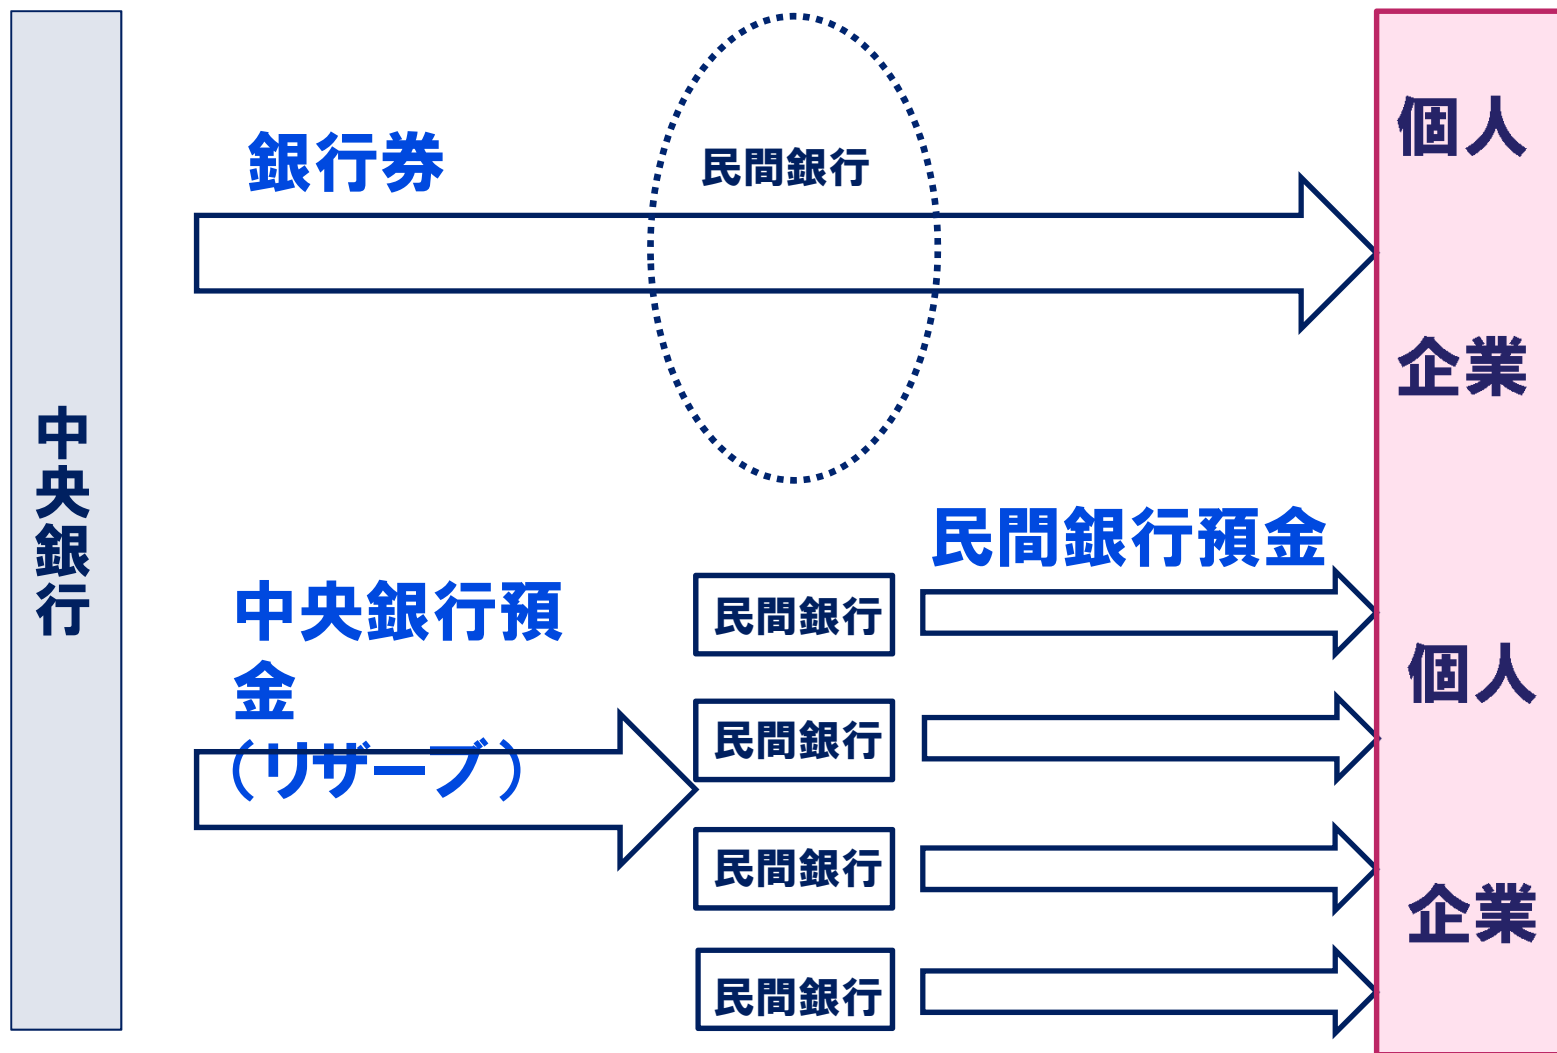 中央銀行
銀行券
民間銀行
個人
企業
中央銀行預
金
（リザーブ）
民間銀行預金
民間銀行
民間銀行
民間銀行
民間銀行
個人
企業